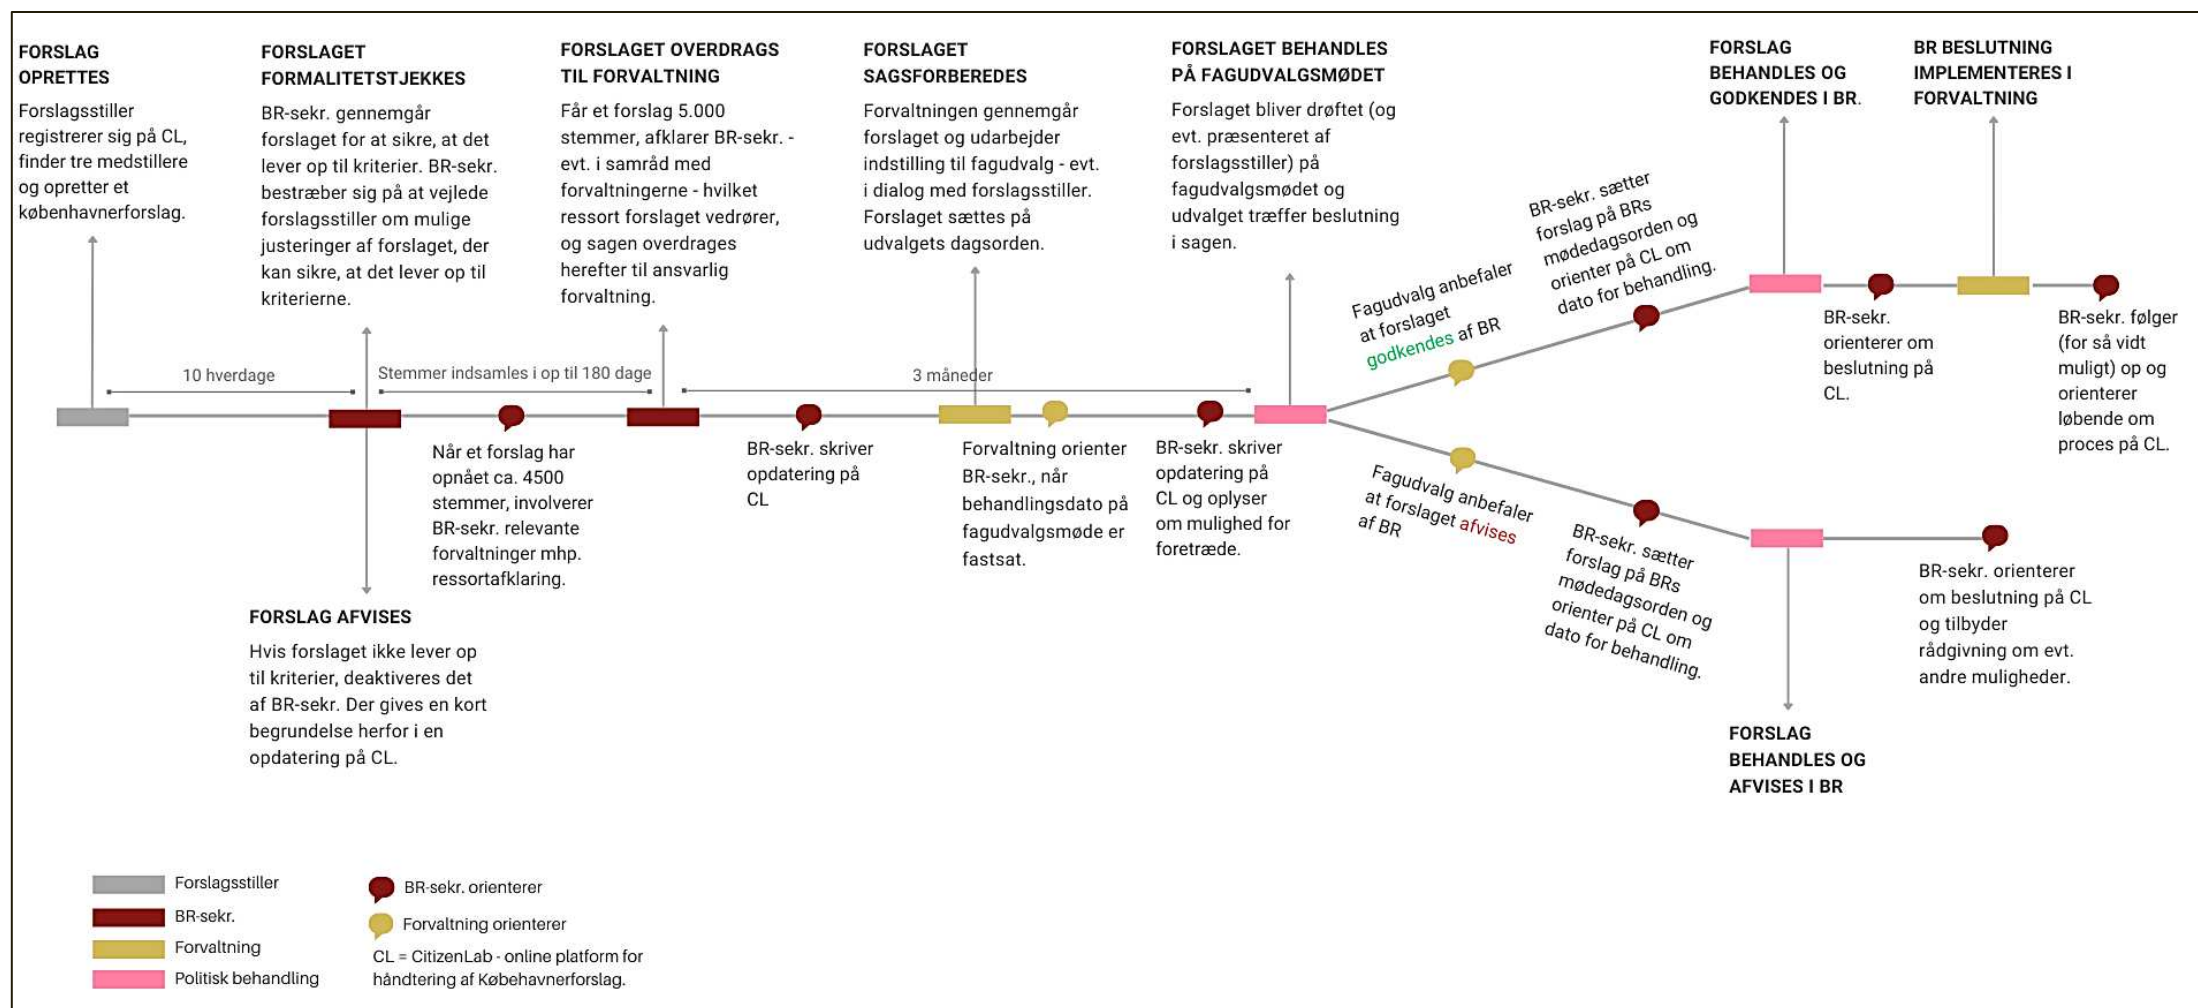 FORSLAG
OPRETTES
Forslagsstiller
registrerer sig på CL,
finder tre medstillere
og opretter et
københavnerforslag.
FORSLAGET
FORMALITETSTJEKKES
BR-sekr. gennemgår
forslaget for at sikre, at det
lever op til kriterier. BR-sekr.
bestræber sig på at vejlede
forslagsstiller om mulige
justeringer af forslaget, der
kan sikre, at det lever op til
kriterierne.
FORSLAGET OVERDRAGS
TIL FORVALTNING
Får et forslag 5.000
stemmer, afklarer BR-sekr. -
evt. i samråd med
forvaltningerne - hvilket
ressort forslaget vedrører,
og sagen overdrages
herefter til ansvarlig
forvaltning.
FORSLAGET
SAGSFORBEREDES
Forvaltningen gennemgår
forslaget og udarbejder
indstilling til fagudvalg - evt.
i dialog med forslagsstiller.
Forslaget sættes på
udvalgets dagsorden.
FORSLAGET BEHANDLES
PÅ FAGUDVALGSMØDET
Forslaget bliver drøftet (og
evt. præsenteret af
forslagsstiller) på
fagudvalgsmødet og
udvalget træffer beslutning
i sagen.
FORSLAG
BEHANDLES OG
GODKENDES I BR.
BR BESLUTNING
IMPLEMENTERES I
FORVALTNING
10 hverdage
Stemmer indsamles i op til 180 dage
3 måneder
Fagudvalg anbefaler
at forslaget
godkendes af BR
BR-sekr. sætter
forslag på BRs
mødedagsorden og
orienter på CL om
dato for behandling.
BR-sekr.
orienterer om
beslutning på
CL.
BR-sekr. følger
(for så vidt
muligt) op og
orienterer
løbende om
proces på CL.
Når et forslag har
opnået ca. 4500
stemmer, involverer
BR-sekr. relevante
forvaltninger mhp.
ressortafklaring.
BR-sekr. skriver
opdatering på
CL
Forvaltning orienter
BR-sekr., når
behandlingsdato på
fagudvalgsmøde er
fastsat.
BR-sekr. skriver
opdatering på
CL og oplyser
om mulighed for
foretræde.
Fagudvalg anbefaler
at forslaget afvises
af BR
BR-sekr. sætter
forslag på BRs
mødedagsorden og
orienter på CL om
dato for behandling.
BR-sekr. orienterer
om beslutning på CL
og tilbyder
rådgivning om evt.
andre muligheder.
FORSLAG AFVISES
Hvis forslaget ikke lever op
til kriterier, deaktiveres det
af BR-sekr. Der gives en kort
begrundelse herfor i en
opdatering på CL.
FORSLAG
BEHANDLES OG
AFVISES I BR
Forslagsstiller
BR-sekr.
Forvaltning
Politisk behandling
BR-sekr. orienterer
Forvaltning orienterer
CL = CitizenLab - online platform for
håndtering af Købehavnerforslag.